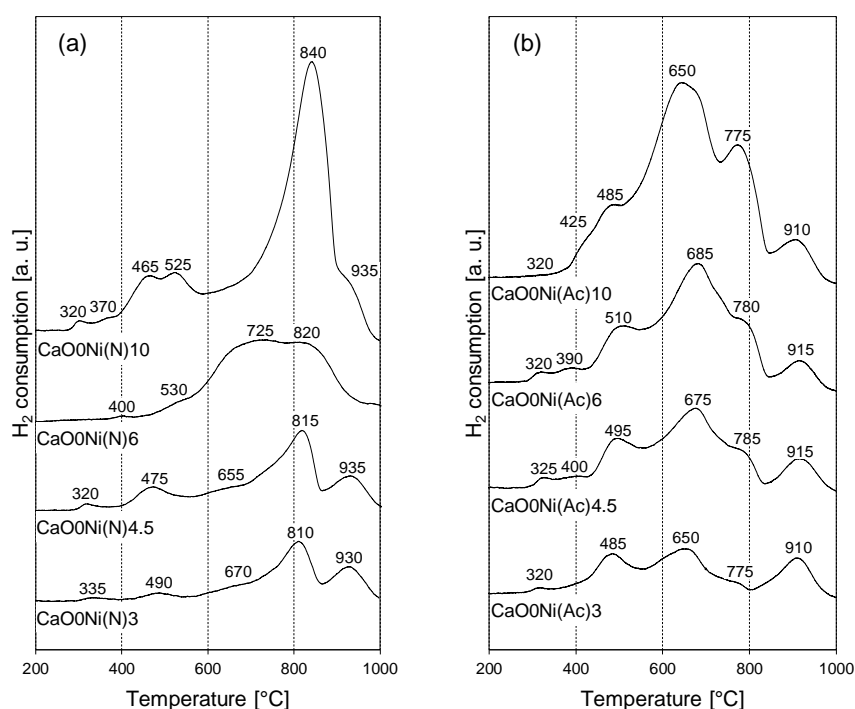 (a)
840
465
525
935
320
370
CaO0Ni(N)10
725
820
530
400
CaO0Ni(N)6
815
475
655
935
320
CaO0Ni(N)4.5
810
335
490
670
930
CaO0Ni(N)3
H2 consumption [a. u.]
200 400 600 800 1000
Temperature [°C]
(b)
650
775
485
425
910
320
CaO0Ni(Ac)10
685
780
510
320
390
915
CaO0Ni(Ac)6
675
495
785
325
400
915
CaO0Ni(Ac)4.5
485
650
775
910
320
CaO0Ni(Ac)3
H2 consumption [a. u.]
200 400 600 800 1000
Temperature [°C]